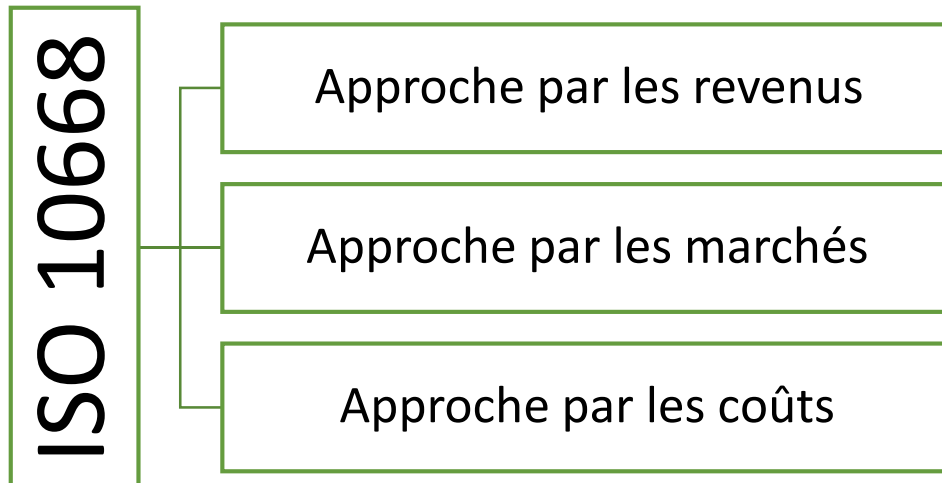 ISO 10668
Approche par les revenus
Approche par les marchés
Approche par les coûts